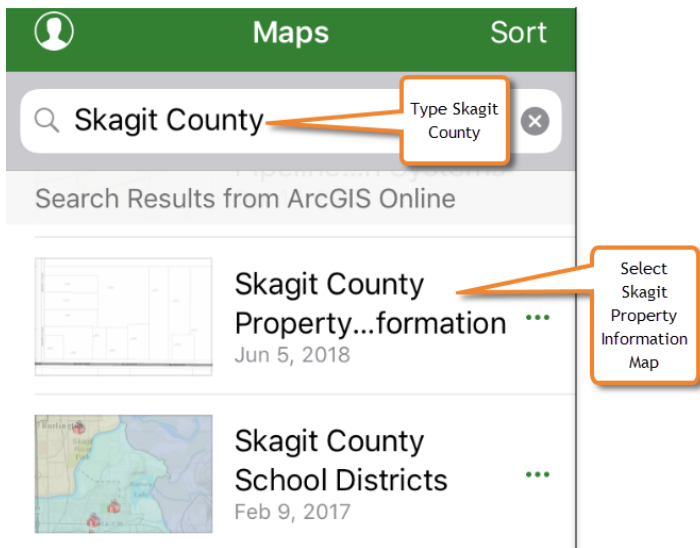 Maps
Sort
Skagit County
Type Skagit
County
Search Results from ArcGIS Online
Skagit County
Property...formation
Jun 5, 2018
Select
Skagit
Property
Information
Map
Skagit County
School Districts
Feb 9, 2017